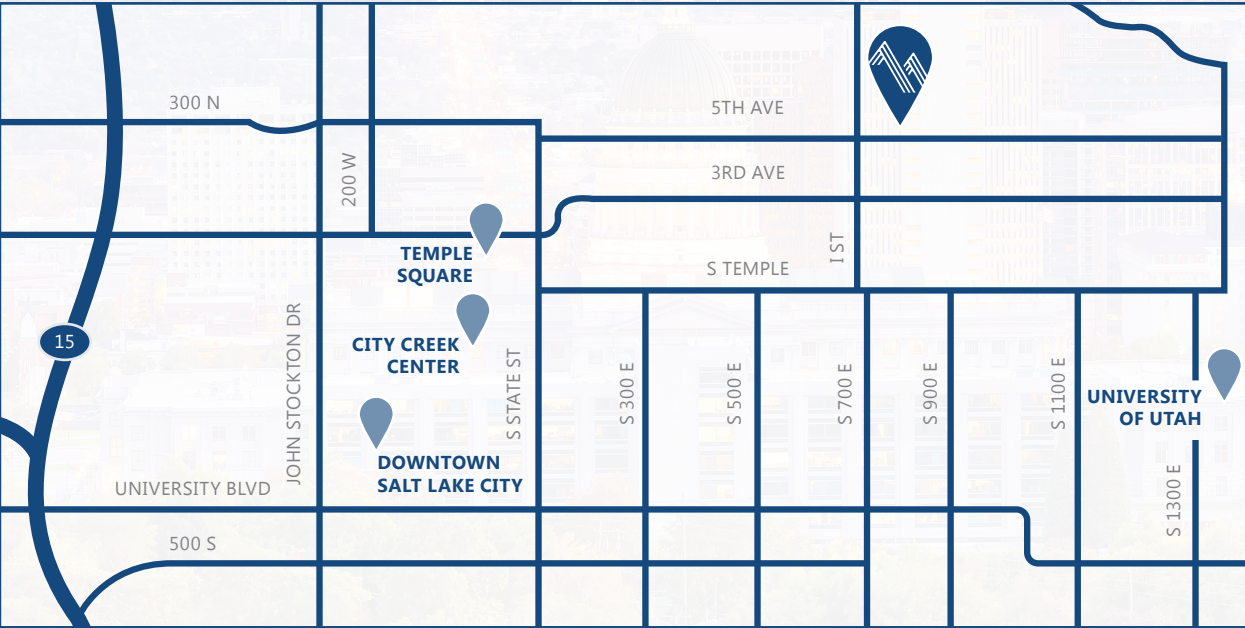 300 N
5TH AVE
200 W
3RD AVE
I ST
TEMPLE
SQUARE
S TEMPLE
15
JOHN STOCKTON DR
CITY CREEK
CENTER
S STATE ST
S 300 E
S 500 E
S 700 E
S 900 E
S 1100 E
UNIVERSITY
OF UTAH
DOWNTOWN
SALT LAKE CITY
UNIVERSITY BLVD
S 1300 E
500 S